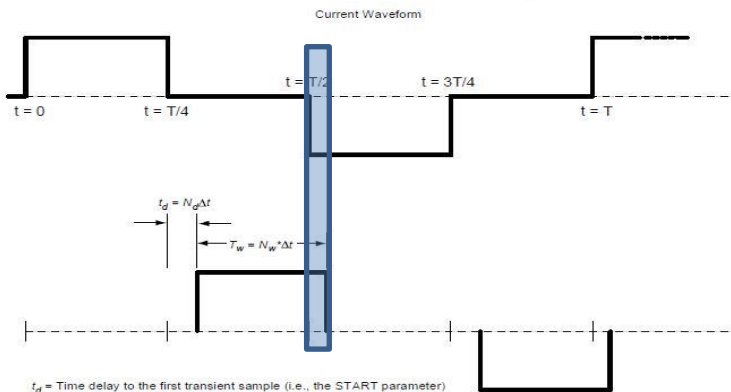 Current Waveform
t = T/2
t = 3T/4
t = 0
t = T/4
t = T
t_d = N_dΔt
T_w = N_w*Δt
t_d = Time delay to the first transient sample (i.e., the START parameter)